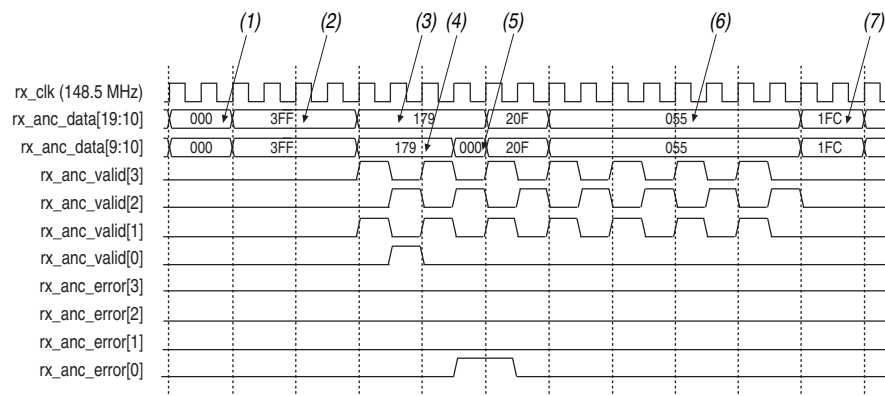 (1) (2) (3) (4) (5) (6) (7)
rx_clk (148.5 MHz)
rx_anc_data[19:10] 000 3FF 179 20F 055 1FC
rx_anc_data[9:10] 000 3FF 179 000 20F 055 1FC
rx_anc_valid[3]
rx_anc_valid[2]
rx_anc_valid[1]
rx_anc_valid[0]
rx_anc_error[3]
rx_anc_error[2]
rx_anc_error[1]
rx_anc_error[0]